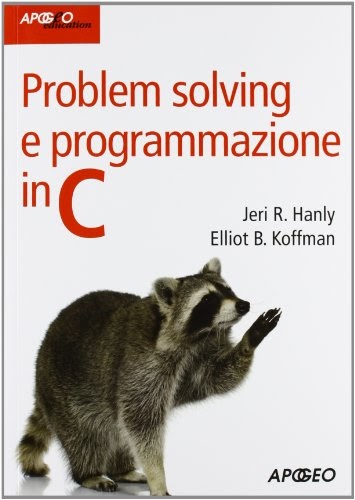 APOGEO
education
Problem solving
e programmazione
in C
Jeri R. Hanly
Elliot B. Koffman
APOGEO